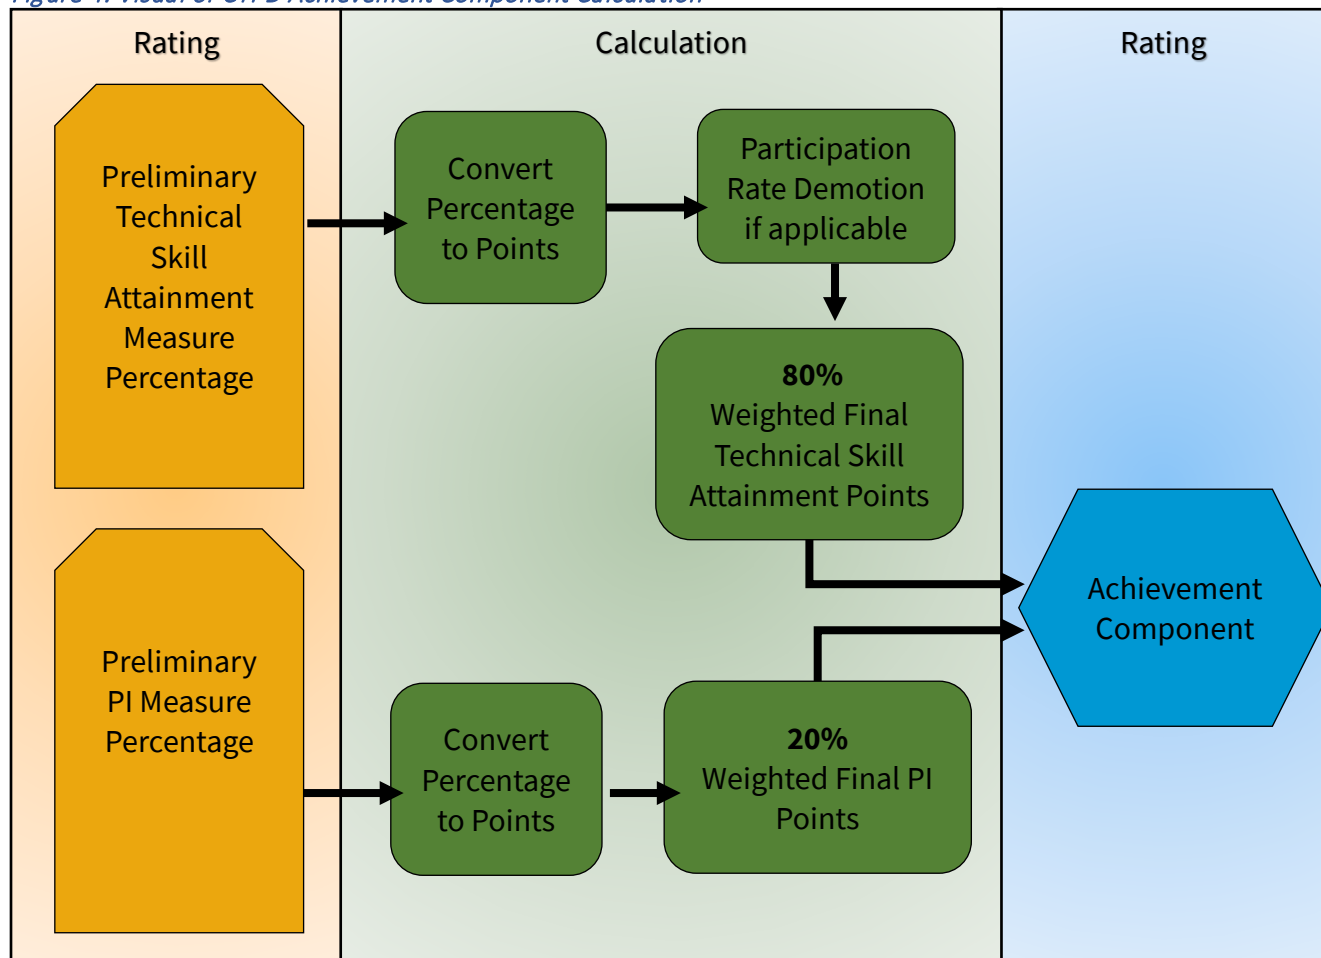 Rating
Calculation
Rating
Preliminary
Technical
Skill
Attainment
Measure
Percentage
Convert
Percentage
to Points
Participation
Rate Demotion
if applicable
80%
Weighted Final
Technical Skill
Attainment Points
Achievement
Component
Preliminary
PI Measure
Percentage
Convert
Percentage
to Points
20%
Weighted Final PI
Points